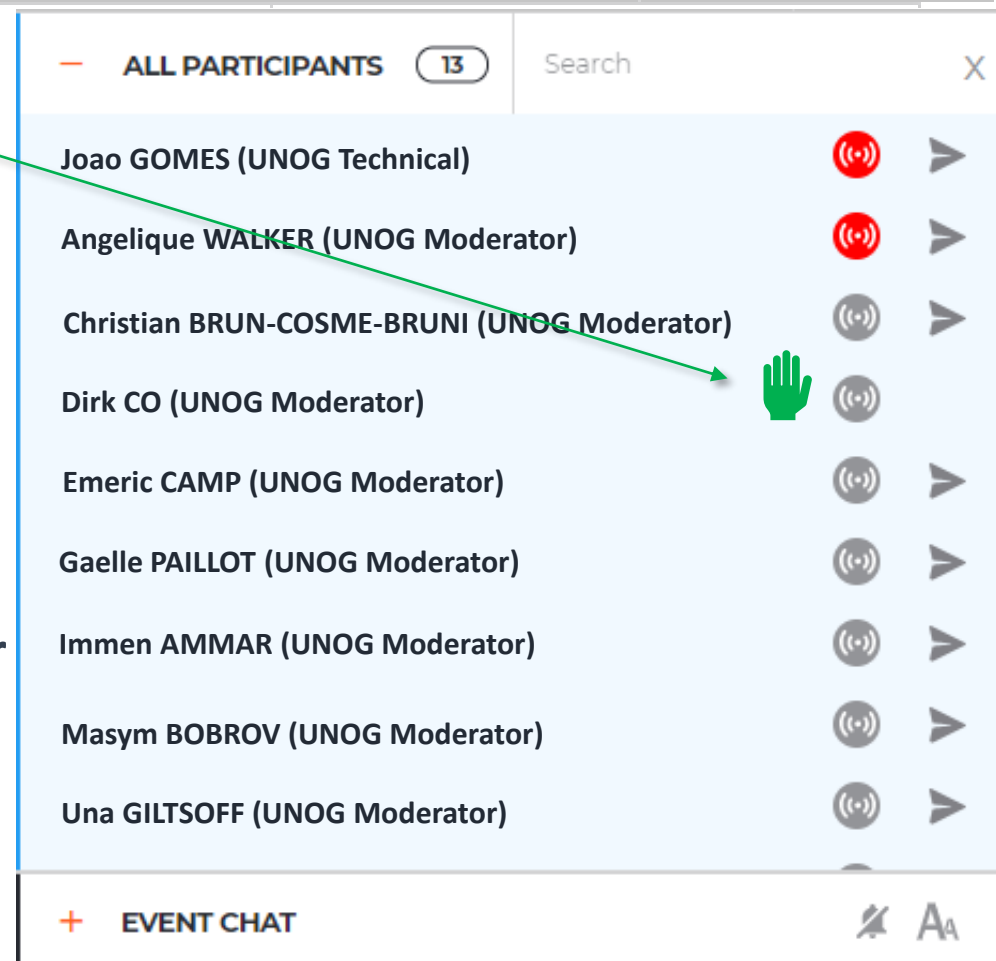 ALL PARTICIPANTS 13 Search X
Joao GOMES (UNOG Technical)
Angelique WALKER (UNOG Moderator)
Christian BRUN-COSME-BRUNI (UNOG Moderator)
Dirk CO (UNOG Moderator)
Emeric CAMP (UNOG Moderator)
Gaelle PAILLOT (UNOG Moderator)
Immen AMMAR (UNOG Moderator)
Masym BOBROV (UNOG Moderator)
Una GILTSOFF (UNOG Moderator)
+ EVENT CHAT AA